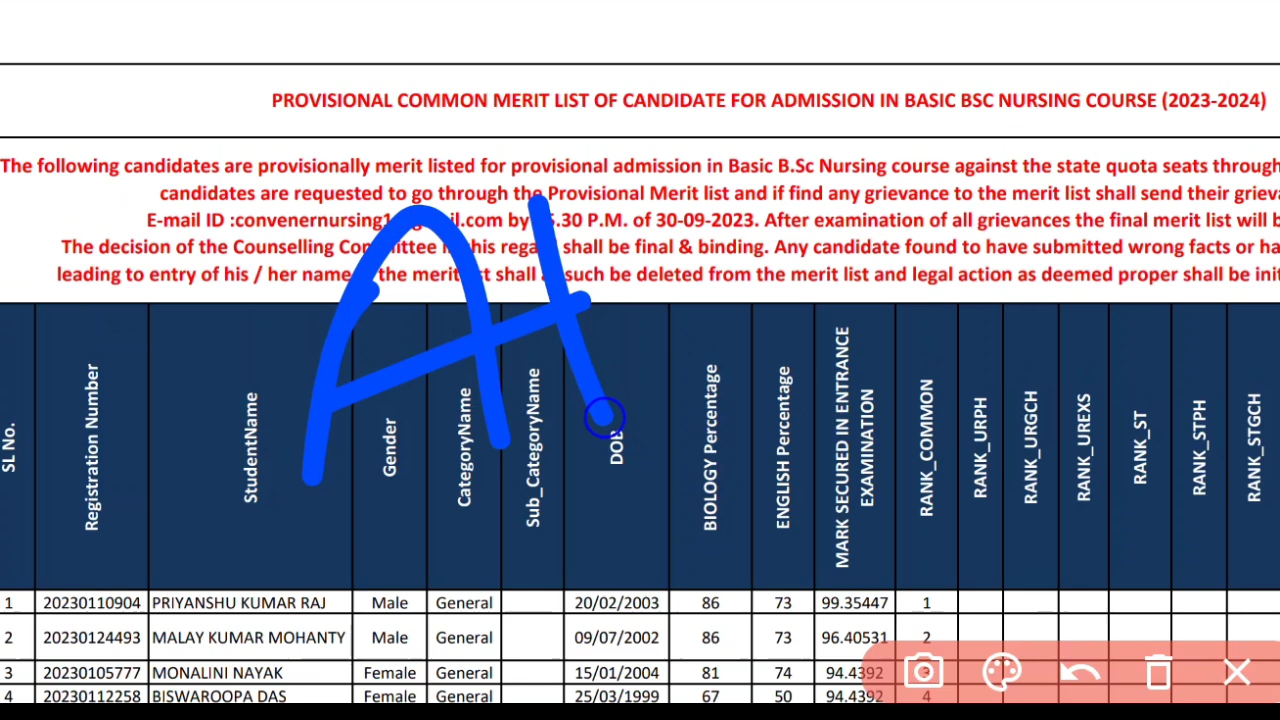 PROVISIONAL COMMON MERIT LIST OF CANDIDATE FOR ADMISSION IN BASIC BSC NURSING COURSE (2023-2024)
The following candidates are provisionally merit listed for provisional admission in Basic B.Sc Nursing course against the state quota seats through
candidates are requested to go through the Provisional Merit list and if find any grievance to the merit list shall send their
E-mail ID : by 5.30 P.M. of 30-09-2023. After examination of all grievances the final merit list will
The decision of the Counselling Committee in this regard shall be final & binding. Any candidate found to have submitted wrong facts or
leading to entry of his / her name the merit list shall as such be deleted from the merit list and legal action as deemed proper shall be
SL No. Registration Number StudentName Gender CategoryName Sub_CategoryName DOB BIOLOGY Percentage ENGLISH Percentage MARK SECURED IN ENTRANCE EXAMINATION RANK_COMMON RANK_URPH RANK_URGCH RANK_UREXS RANK_ST RANK_STPH RANK_STGCH
1 20230110904 PRIYANSHU KUMAR RAJ Male General 20/02/2003 86 73 99.35447 1
2 20230124493 MALAY KUMAR MOHANTY Male General 09/07/2002 86 73 96.40531 2
3 20230105777 MONALINI NAYAK Female General 15/01/2004 81 74 94.4392 3
4 20230112258 BISWAROOPA DAS Female General 25/03/1999 67 50 94.4392 4